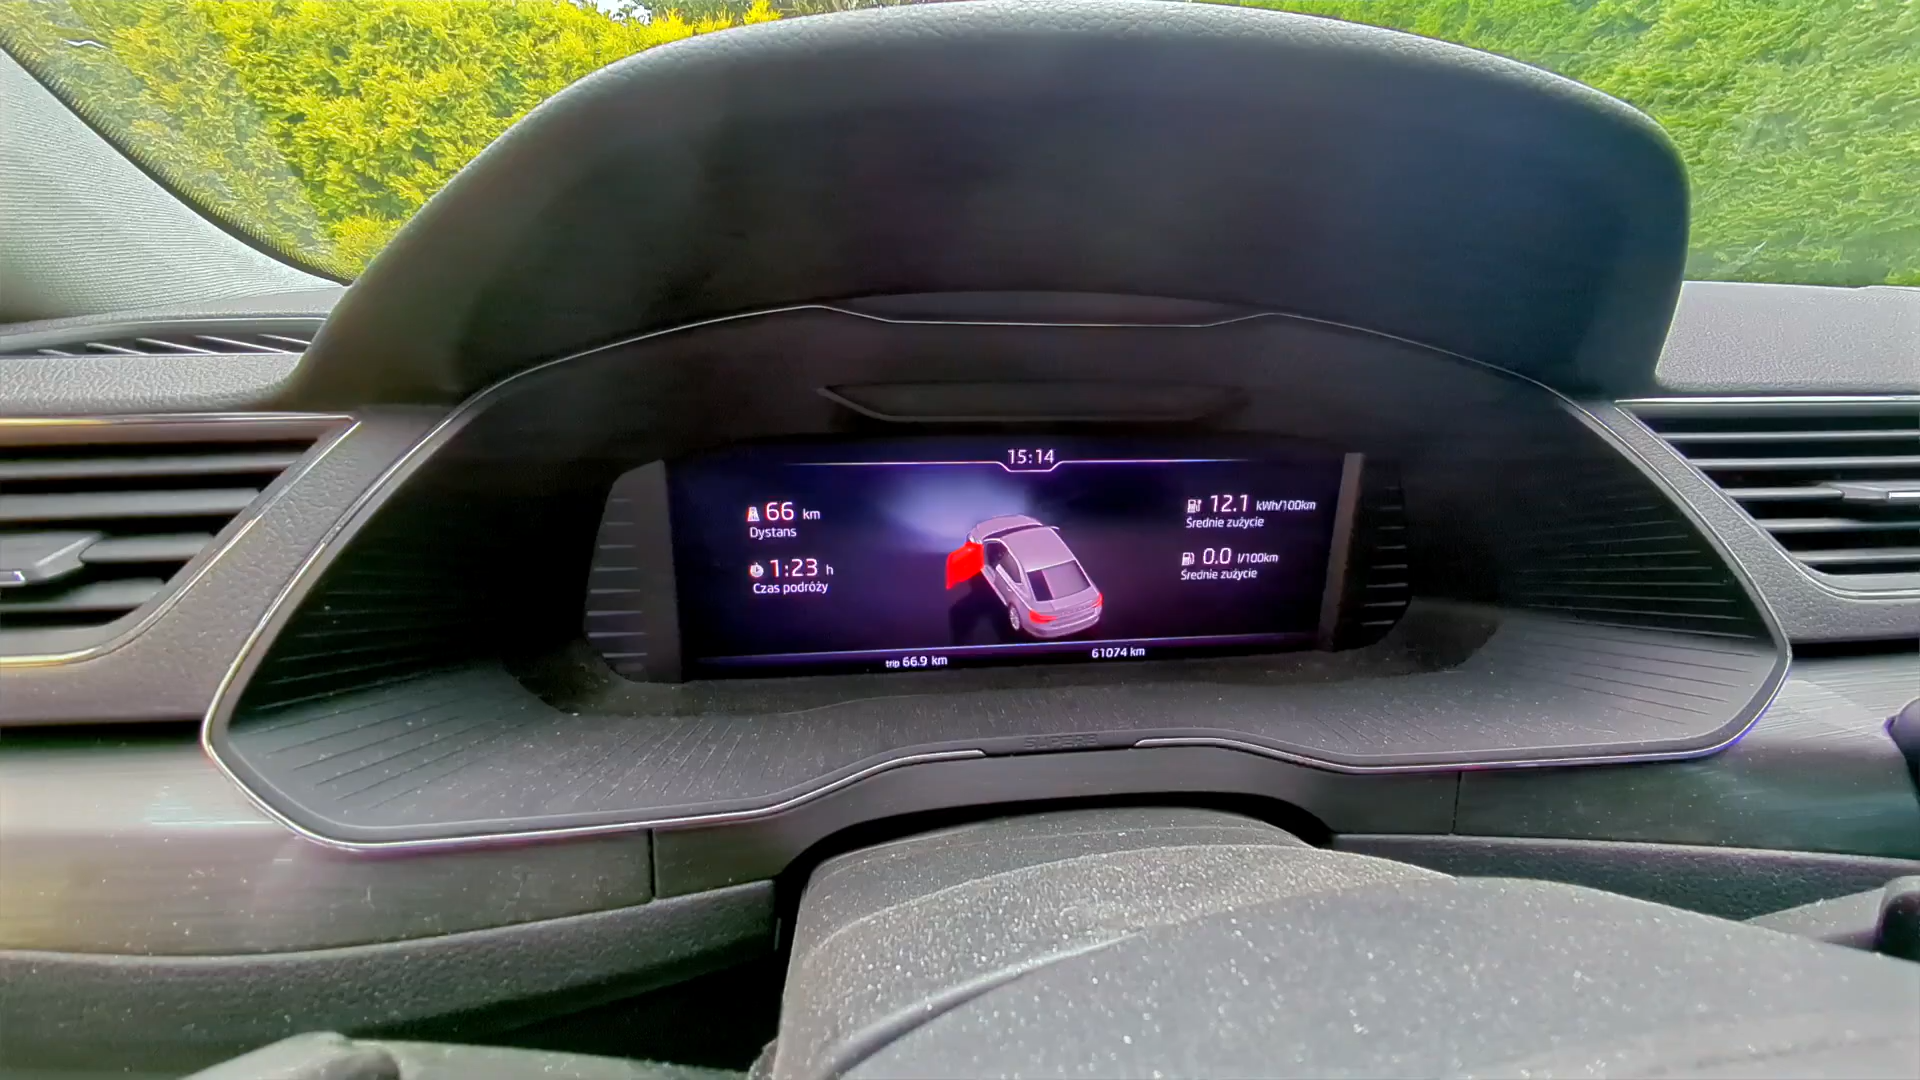 15:14
66 km
Dystans
1:23 h
Czas podróży
12.1 kWh/100km
Średnie zużycie
0.0 l/100km
Średnie zużycie
trip 66.9 km
61074 km
SUPERB